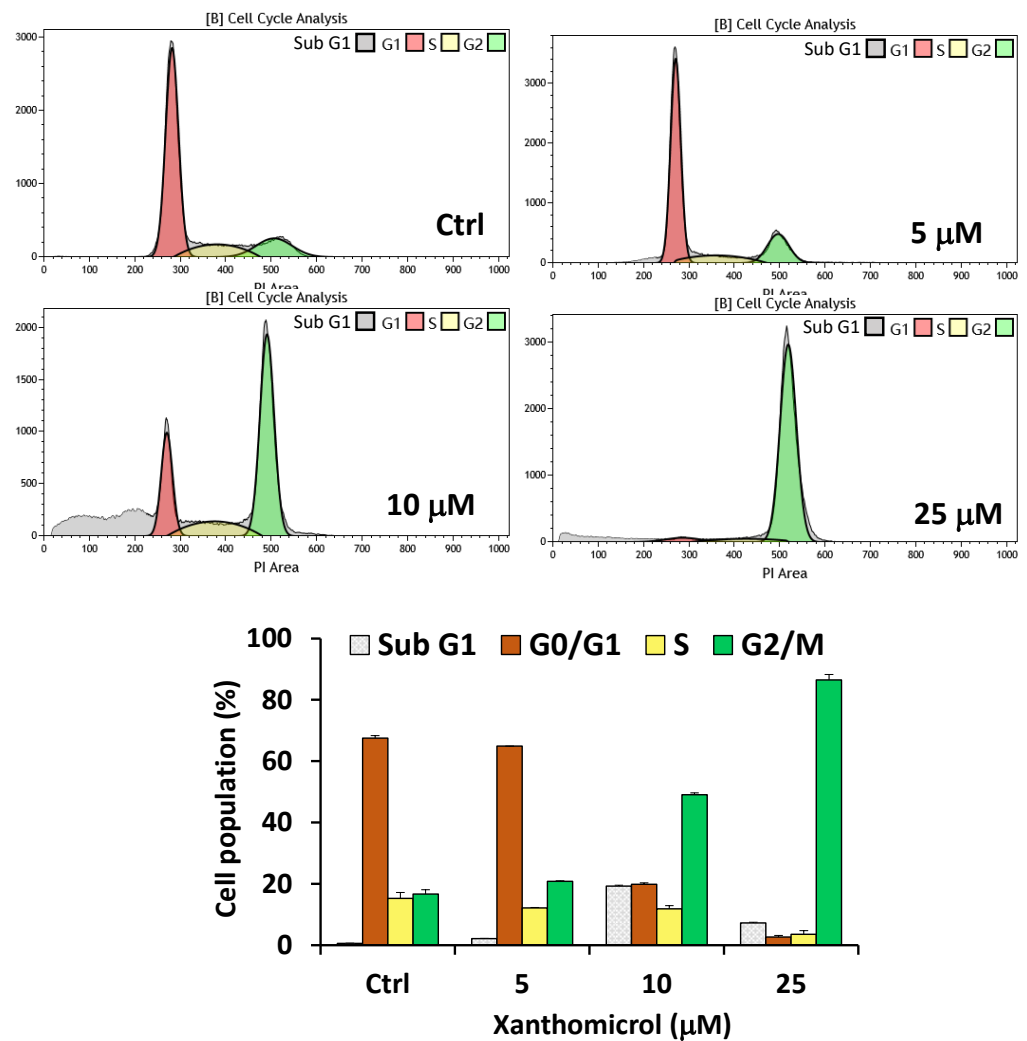 [B] Cell Cycle Analysis
Sub G1 G1 S G2
3000
2000
1000
0
0 100 200 300 400 500 600 700 800 900 1000
PI Area
Ctrl
[B] Cell Cycle Analysis
Sub G1 G1 S G2
3000
2000
1000
0
0 100 200 300 400 500 600 700 800 900 1000
PI Area
5 μM
[B] Cell Cycle Analysis
Sub G1 G1 S G2
2000
1500
1000
500
0
0 100 200 300 400 500 600 700 800 900 1000
PI Area
10 μM
[B] Cell Cycle Analysis
Sub G1 G1 S G2
3000
2000
1000
0
0 100 200 300 400 500 600 700 800 900 1000
PI Area
25 μM
Sub G1 G0/G1 S G2/M
Cell population (%)
100
80
60
40
20
0
Ctrl 5 10 25
Xanthomicrol (μM)